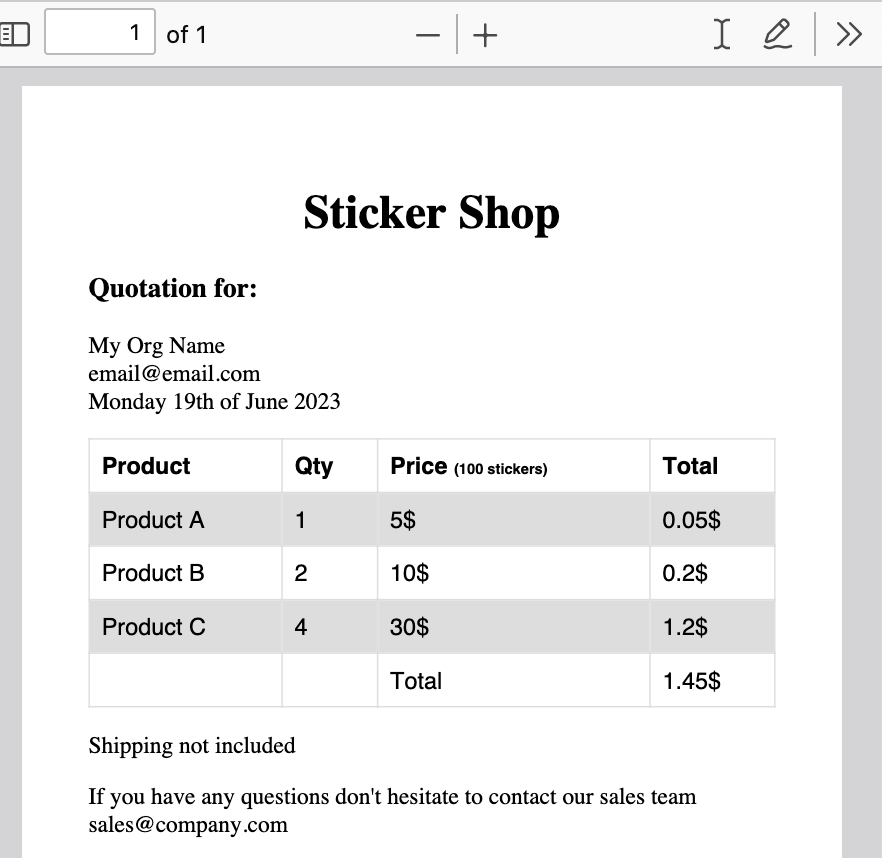 1 of 1
Sticker Shop
Quotation for:
My Org Name
email@email.com
Monday 19th of June 2023
Product Qty Price (100 stickers) Total
Product A 1 5$ 0.05$
Product B 2 10$ 0.2$
Product C 4 30$ 1.2$
Total 1.45$
Shipping not included
If you have any questions don't hesitate to contact our sales team
sales@company.com